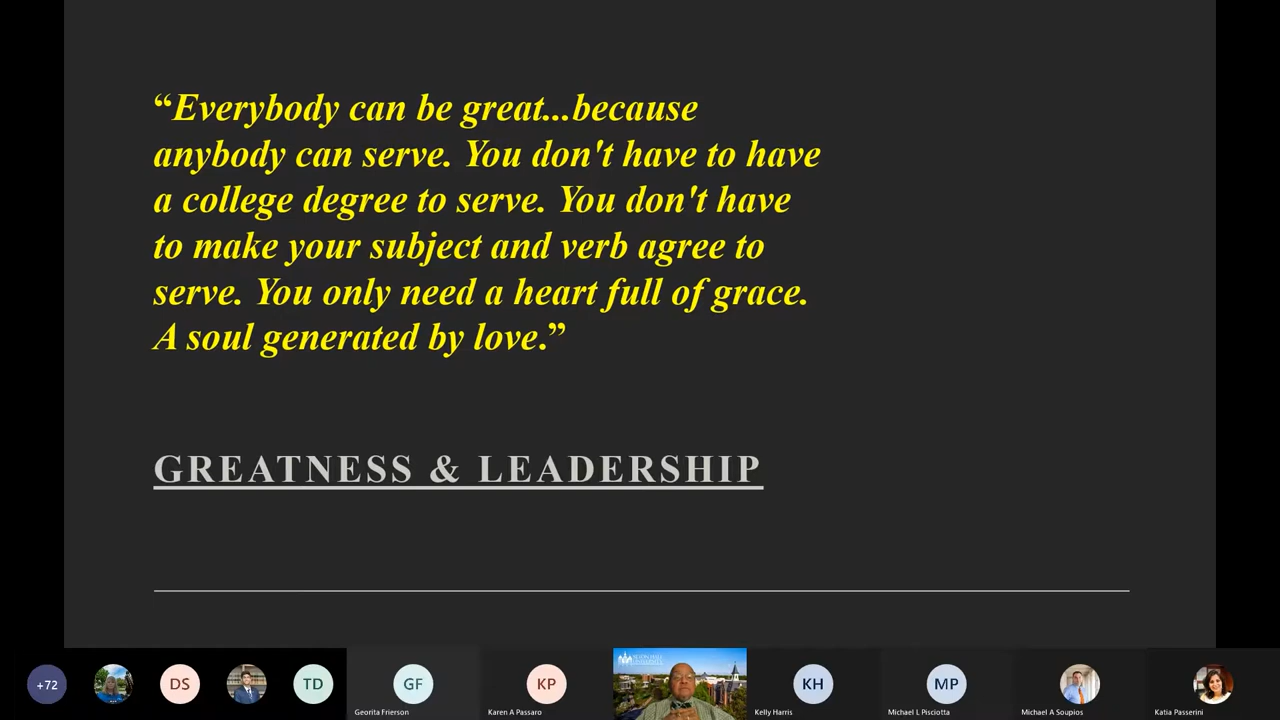 “Everybody can be great...because
anybody can serve. You don't have to have
a college degree to serve. You don't have
to make your subject and verb agree to
serve. You only need a heart full of grace.
A soul generated by love.”
GREATNESS & LEADERSHIP
+72
DS
TD
GF
KP
KH
MP
Georita Frierson
Karen A Passaro
Kelly Harris
Michael L Pisciotta
Michael A Soupios
Katia Passerini